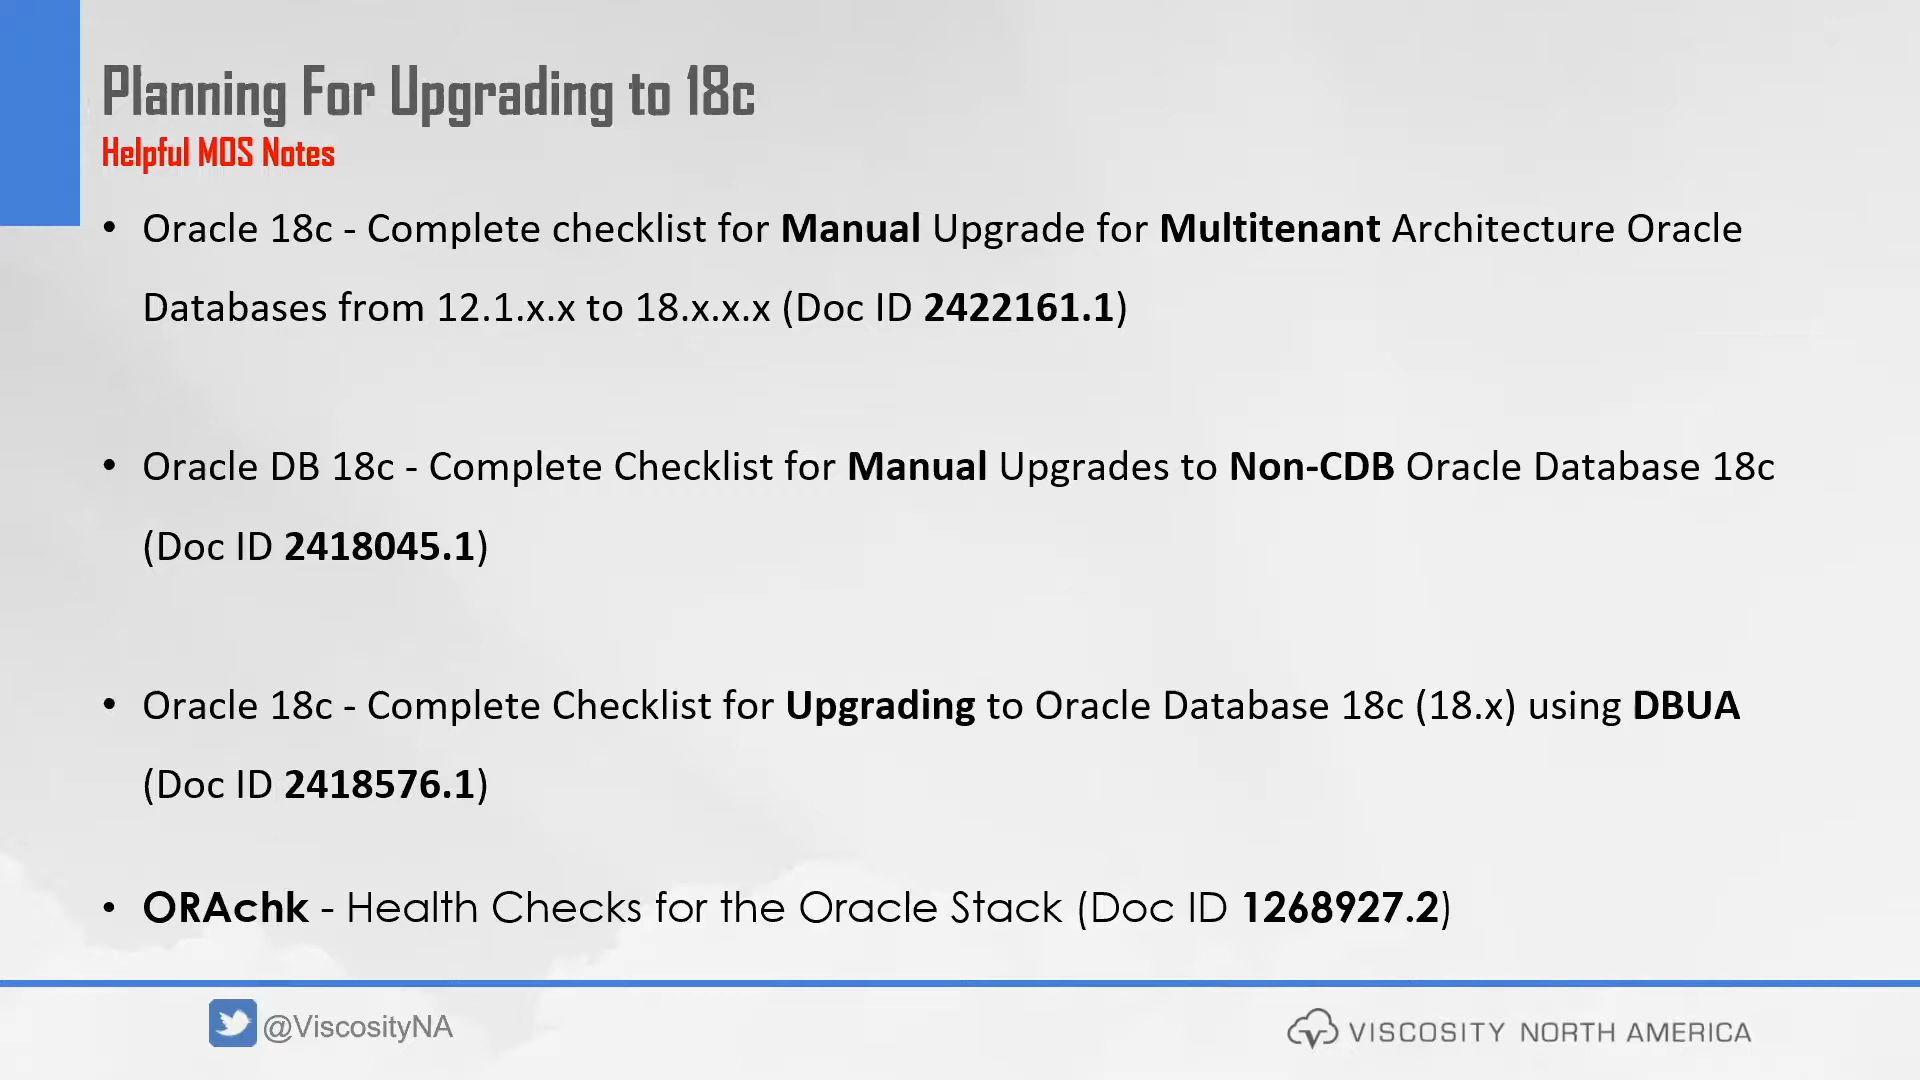 Planning For Upgrading to 18c
Helpful MOS Notes
• Oracle 18c - Complete checklist for Manual Upgrade for Multitenant Architecture Oracle
Databases from 12.1.x.x to 18.x.x.x (Doc ID 2422161.1)
• Oracle DB 18c - Complete Checklist for Manual Upgrades to Non-CDB Oracle Database 18c
(Doc ID 2418045.1)
• Oracle 18c - Complete Checklist for Upgrading to Oracle Database 18c (18.x) using DBUA
(Doc ID 2418576.1)
• ORAchk - Health Checks for the Oracle Stack (Doc ID 1268927.2)
@ViscosityNA
VISCOSITY NORTH AMERICA